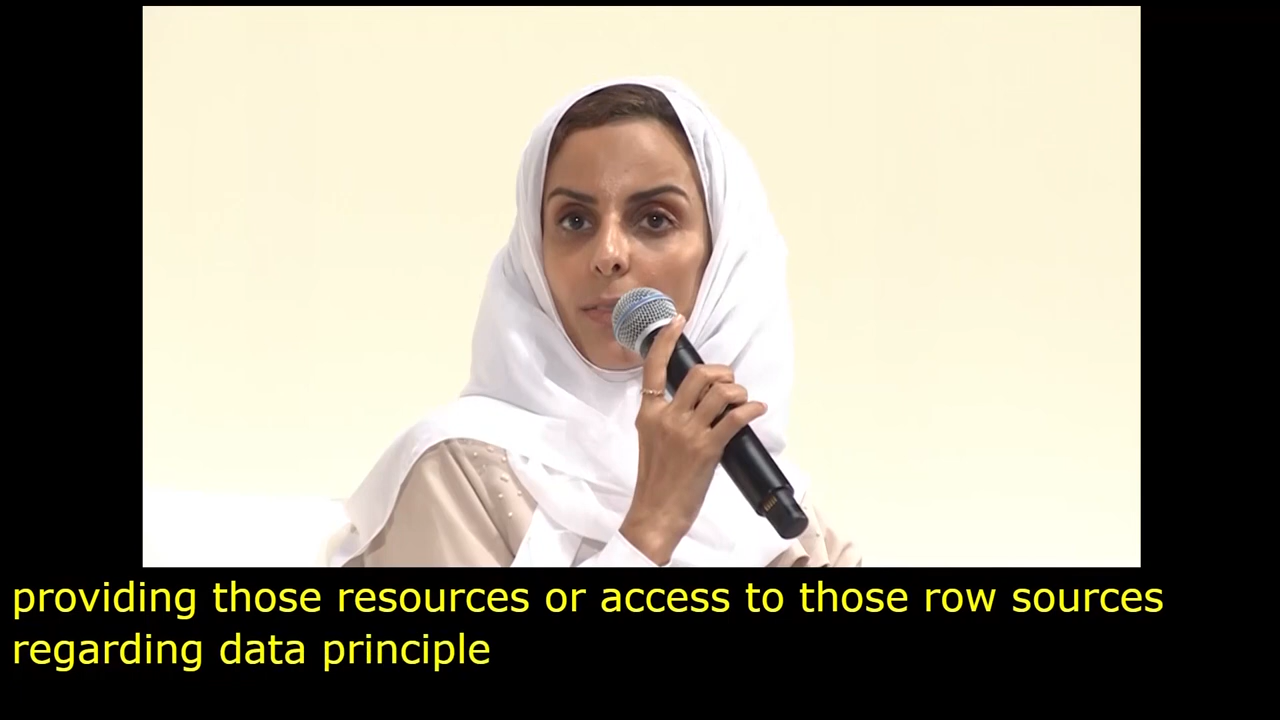 providing those resources or access to those row sources
regarding data principle